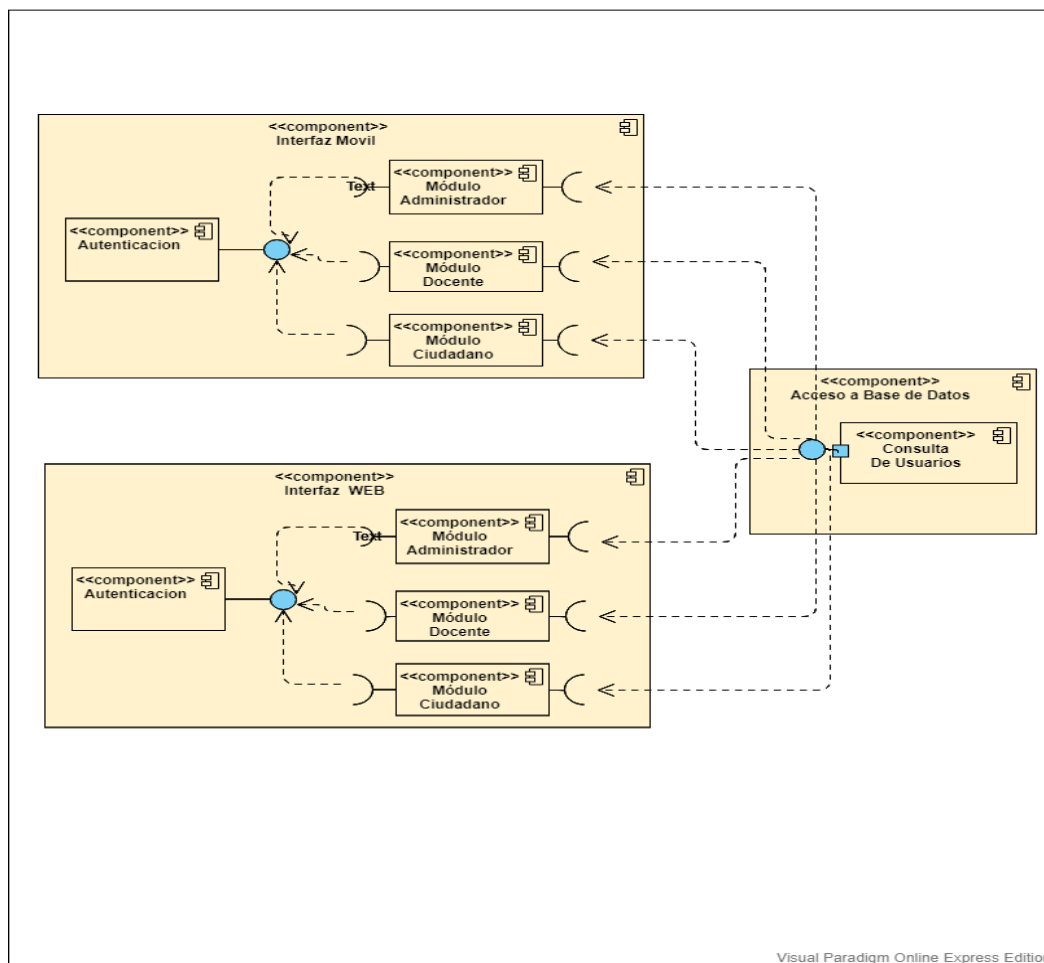 <<component>>
Interfaz Movil
Text
<<component>>
Módulo
Administrador
<<component>>
Autenticacion
<<component>>
Módulo
Docente
<<component>>
Módulo
Ciudadano
<<component>>
Acceso a Base de Datos
<<component>>
Consulta
De Usuarios
<<component>>
Interfaz WEB
Text
<<component>>
Módulo
Administrador
<<component>>
Autenticacion
<<component>>
Módulo
Docente
<<component>>
Módulo
Ciudadano
Visual Paradigm Online Express Edition